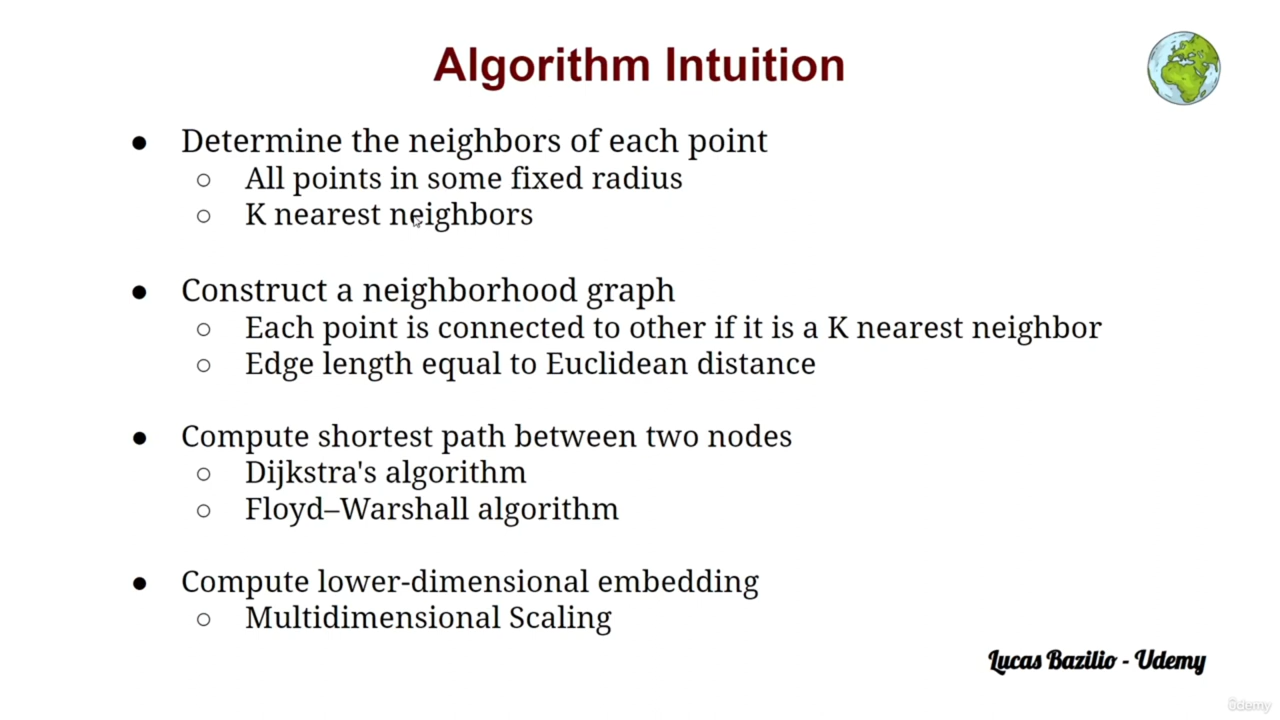 Algorithm Intuition
● Determine the neighbors of each point
○ All points in some fixed radius
○ K nearest neighbors
● Construct a neighborhood graph
○ Each point is connected to other if it is a K nearest neighbor
○ Edge length equal to Euclidean distance
● Compute shortest path between two nodes
○ Dijkstra's algorithm
○ Floyd–Warshall algorithm
● Compute lower-dimensional embedding
○ Multidimensional Scaling
Lucas Bazilio - Udemy
ûdemy